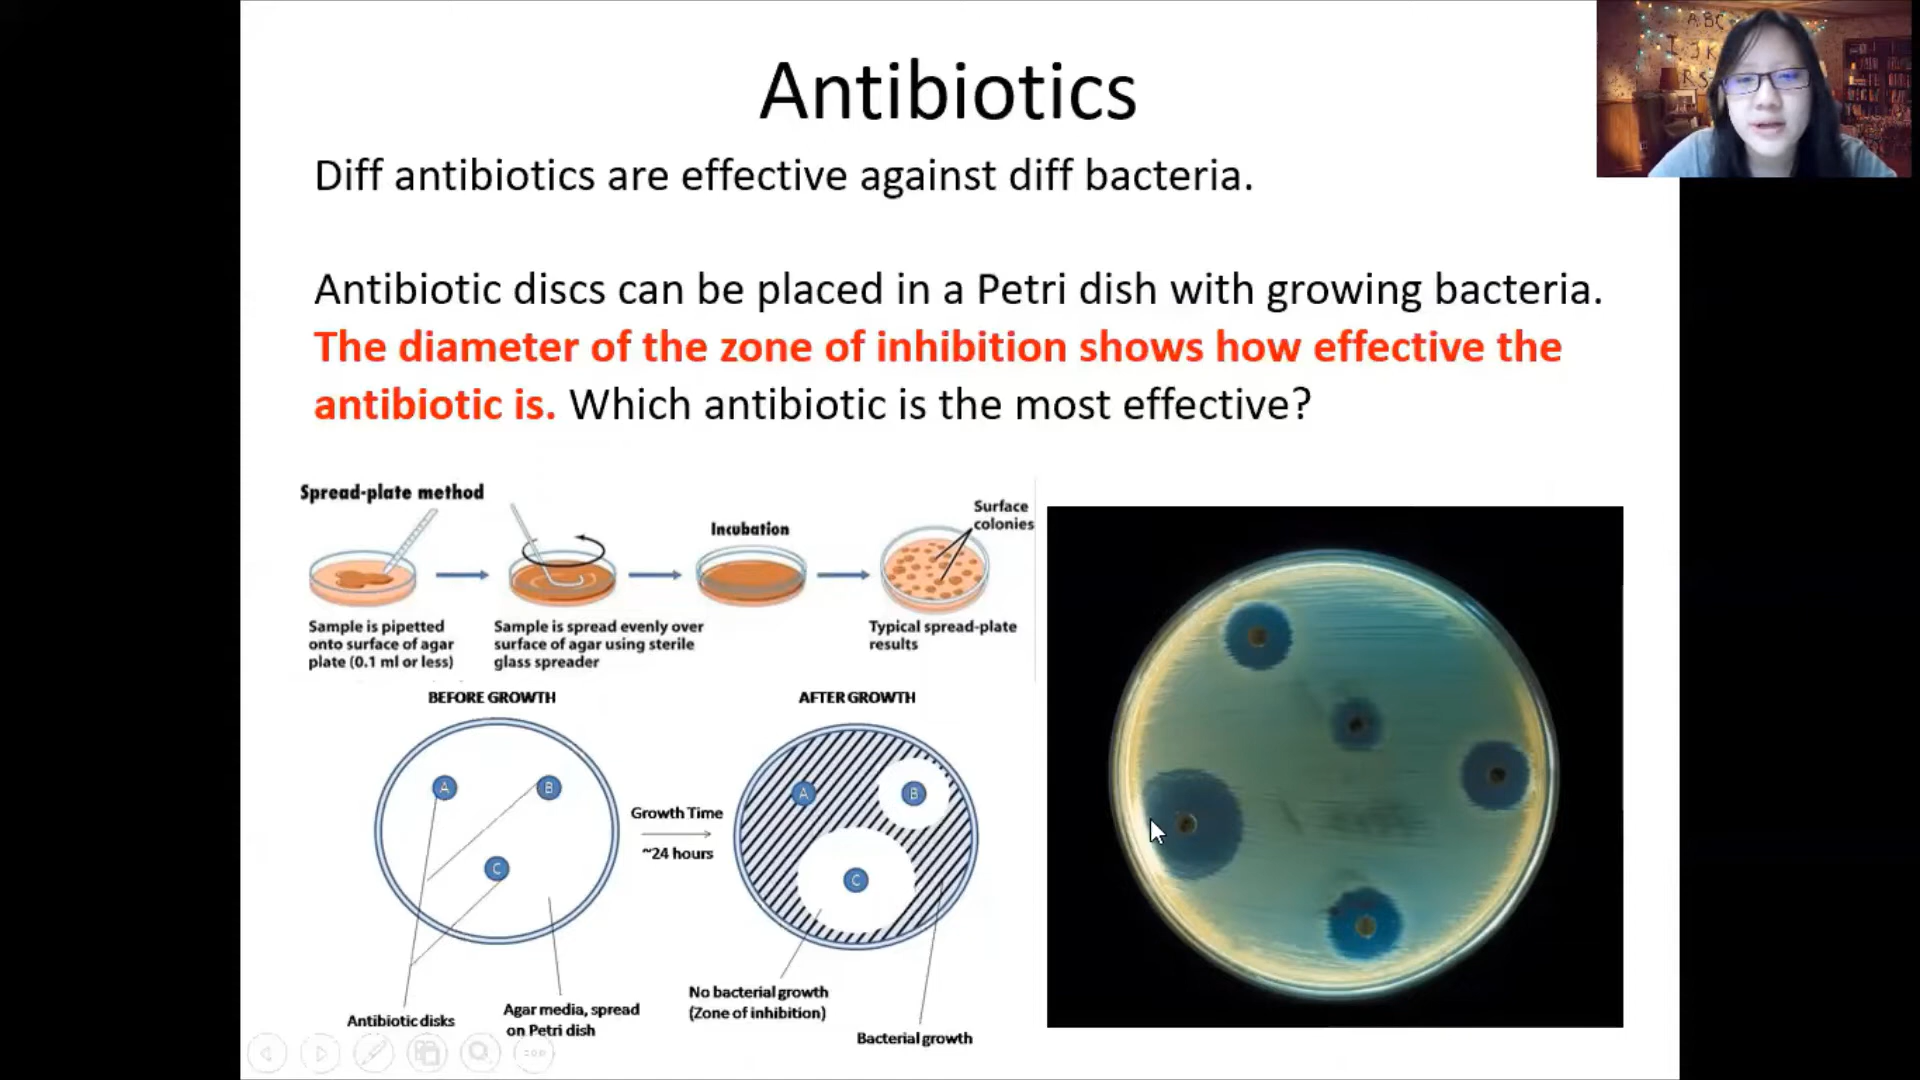 Antibiotics
Diff antibiotics are effective against diff bacteria.
Antibiotic discs can be placed in a Petri dish with growing bacteria.
The diameter of the zone of inhibition shows how effective the
antibiotic is. Which antibiotic is the most effective?
Spread-plate method
Incubation
Surface
colonies
Sample is pipetted
onto surface of agar
plate (0.1 ml or less)
Sample is spread evenly over
surface of agar using sterile
glass spreader
Typical spread-plate
results
BEFORE GROWTH
AFTER GROWTH
A
B
C
Growth Time
~24 hours
A
B
C
Antibiotic disks
Agar media, spread
on Petri dish
No bacterial growth
(Zone of inhibition)
Bacterial growth
ABC